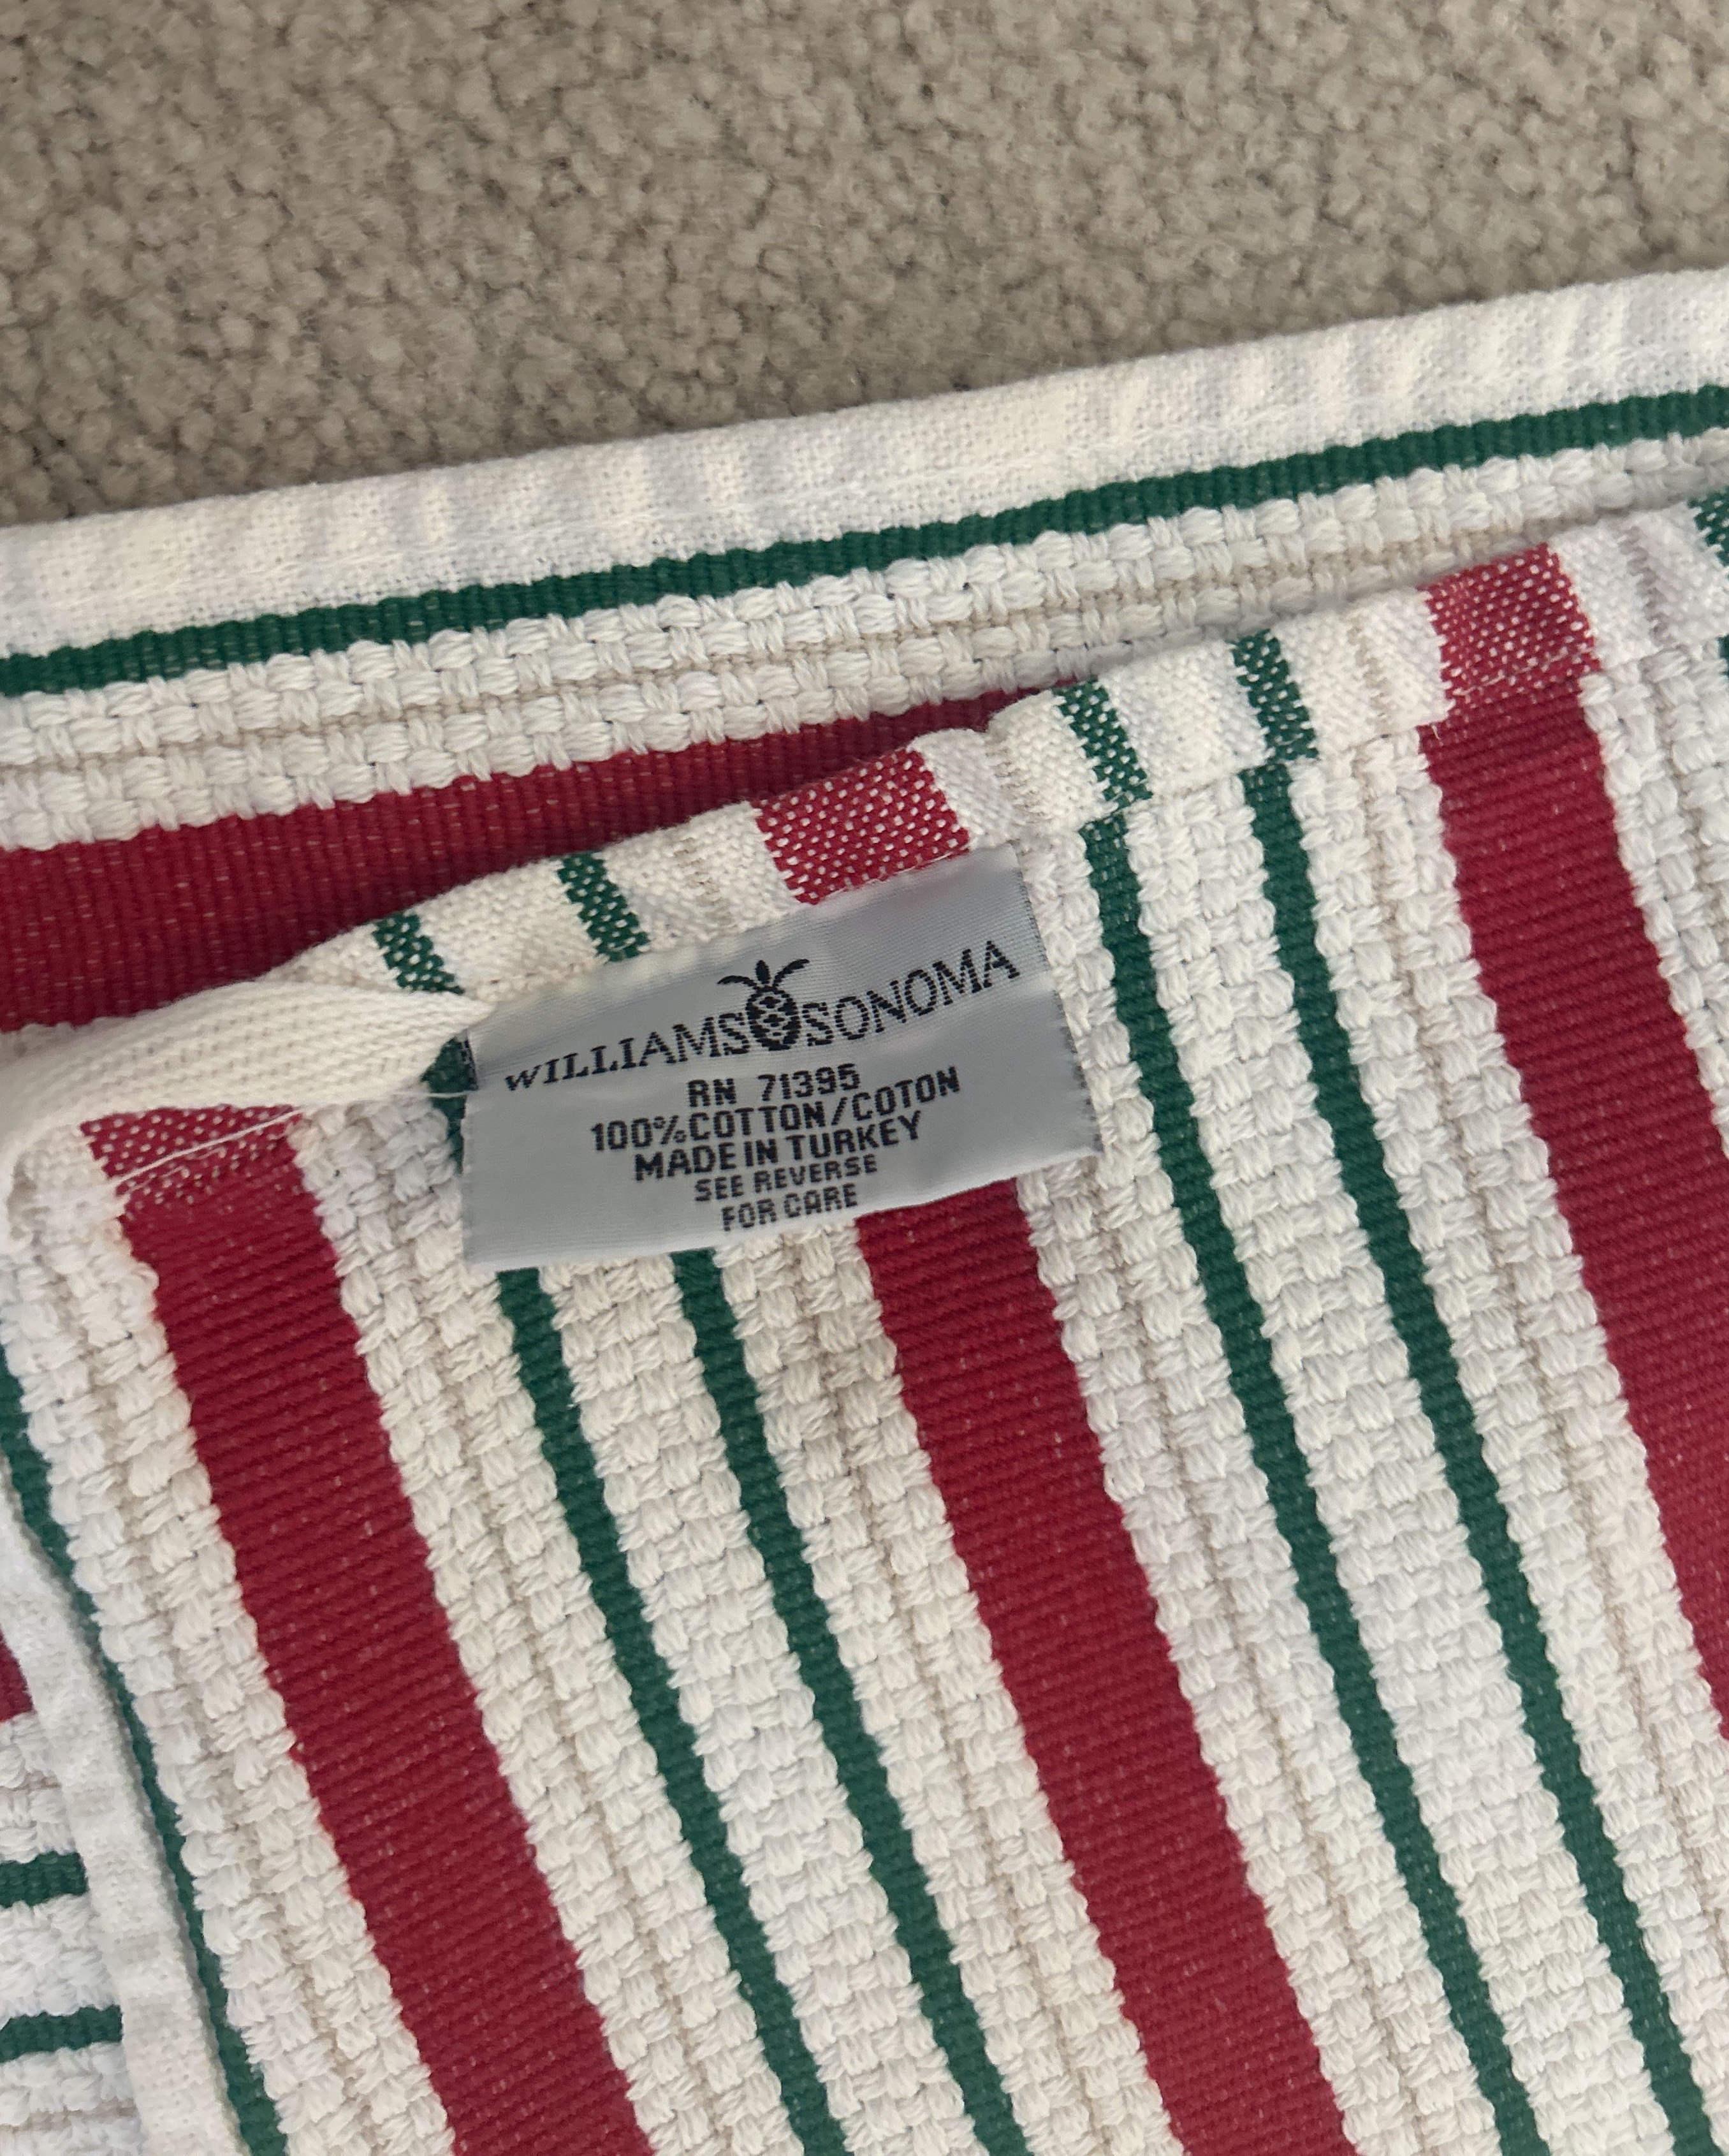 WILLIAMS SONOMA
RN 71395
100%COTTON/COTON
MADE IN TURKEY
SEE REVERSE
FOR CARE